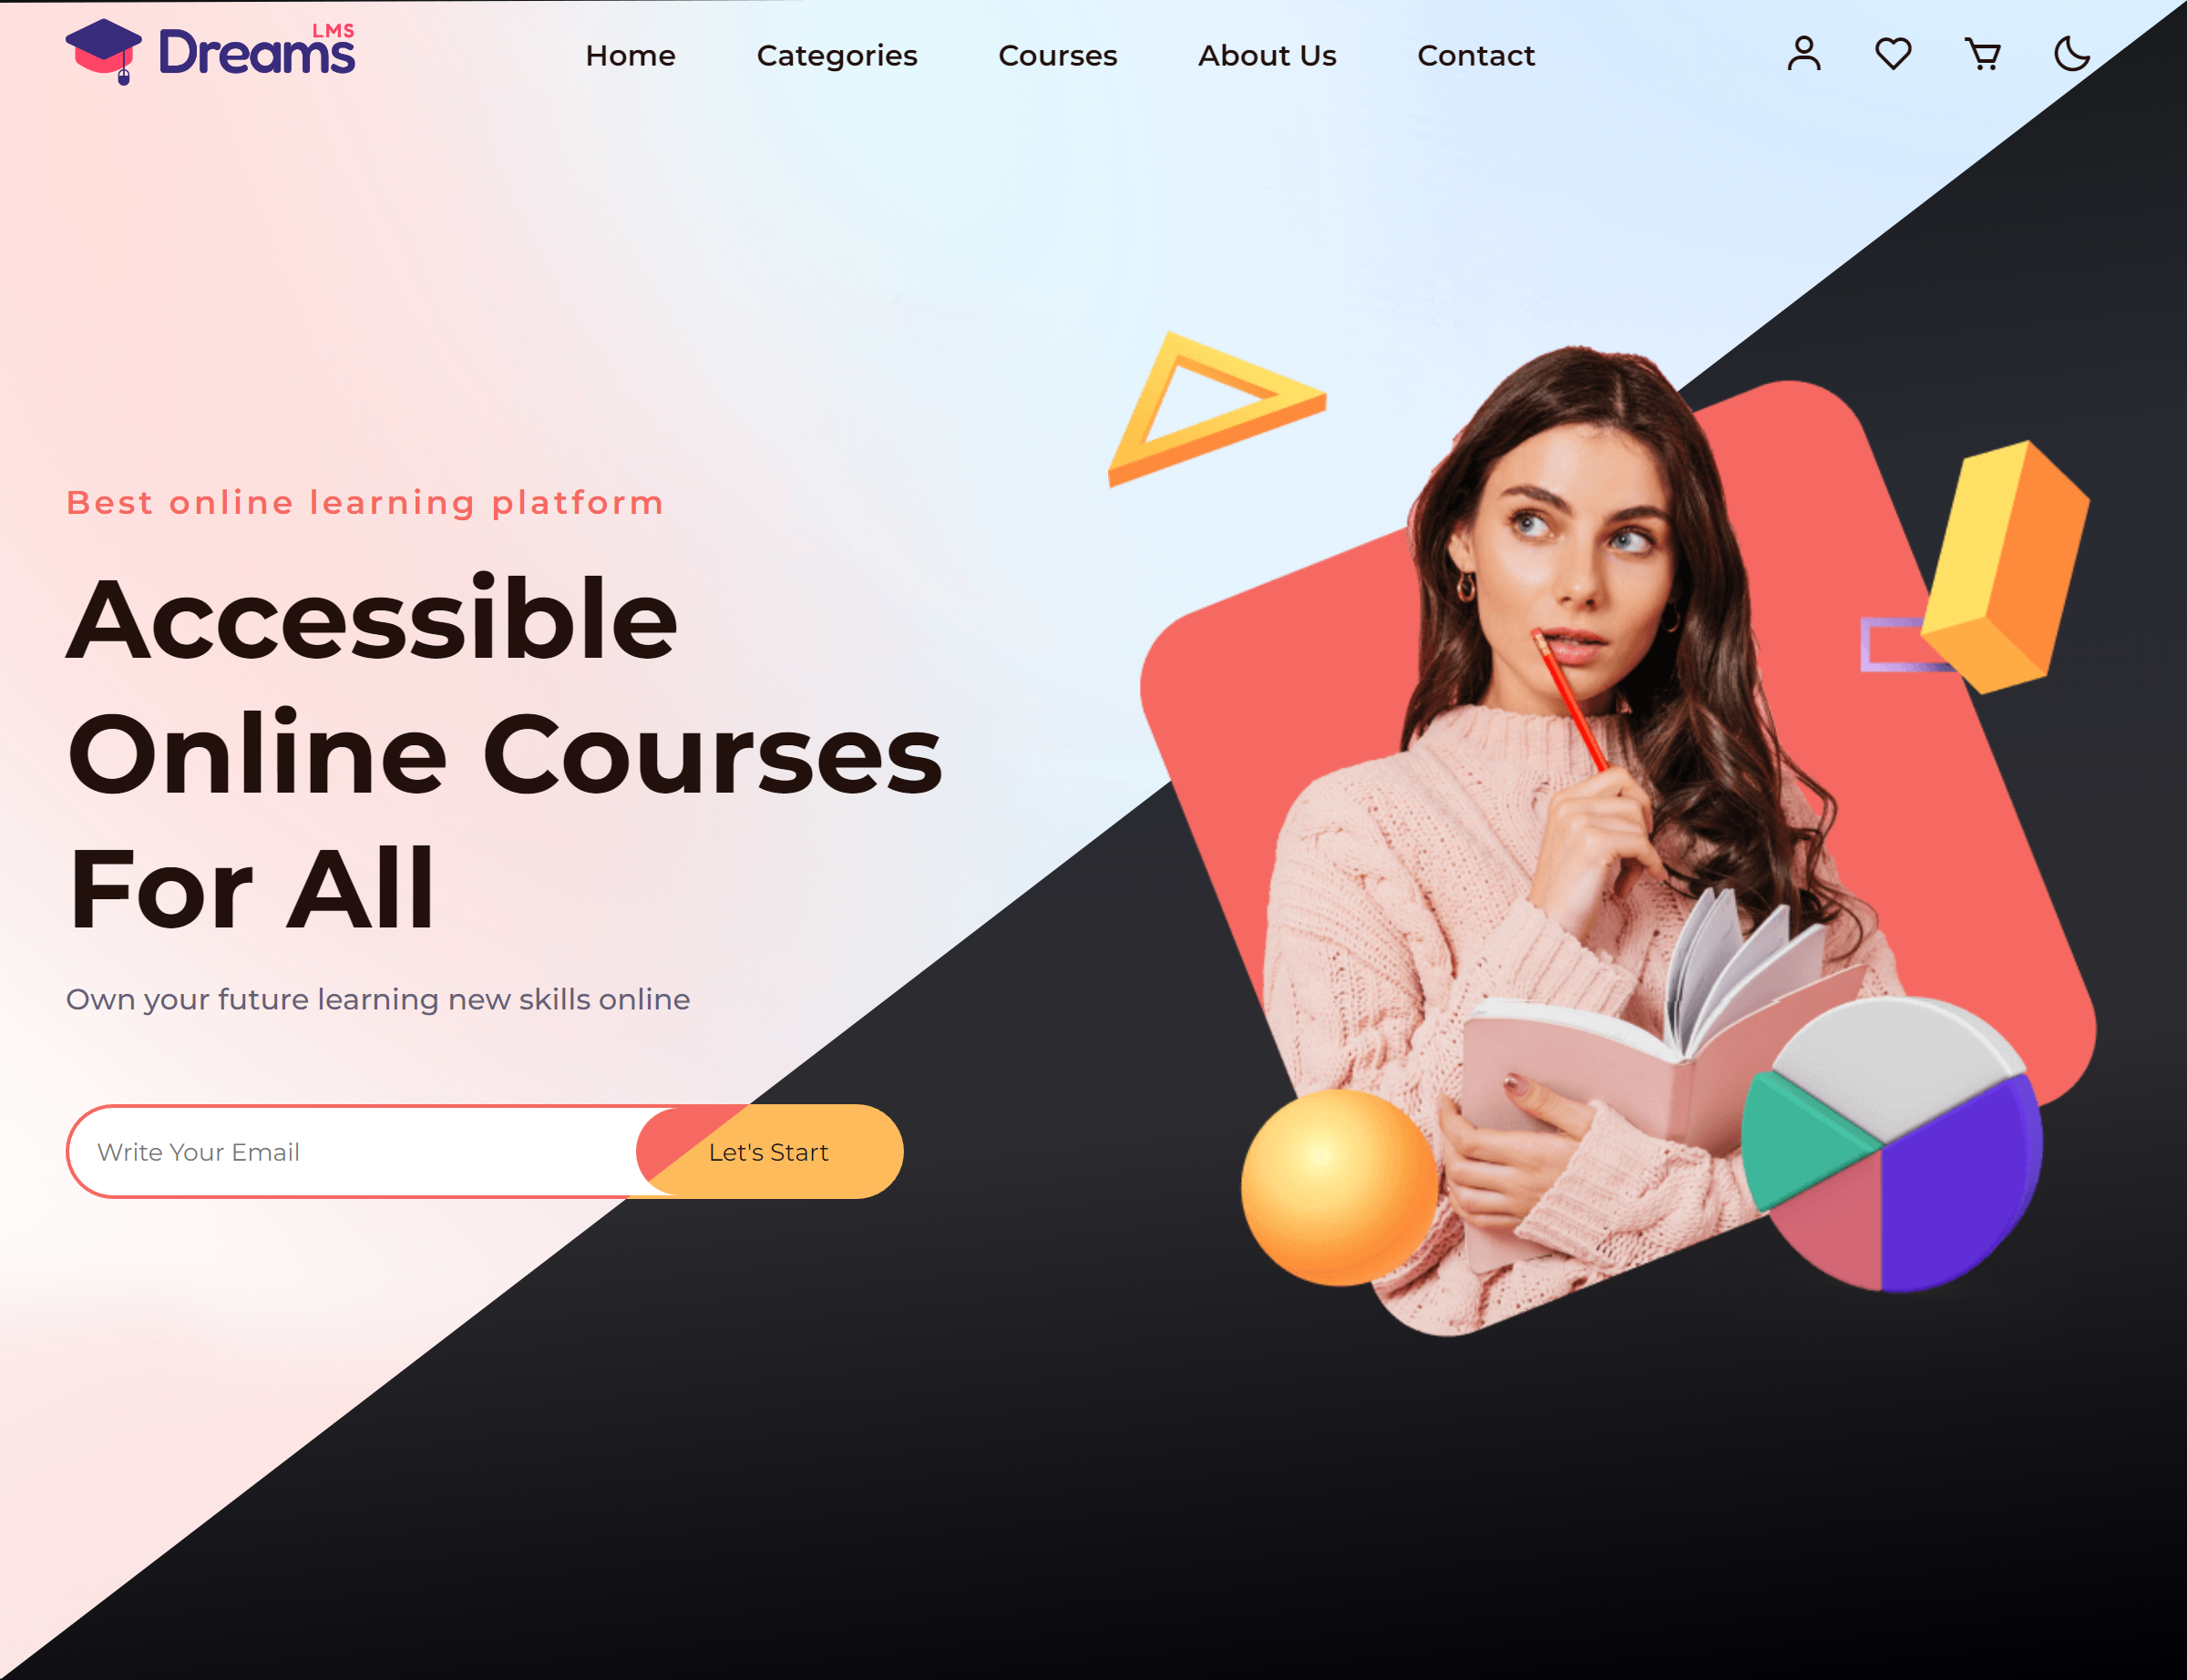 Dreams LMS
Home Categories Courses About Us Contact
Best online learning platform
Accessible
Online Courses
For All
Own your future learning new skills online
Write Your Email
Let's Start